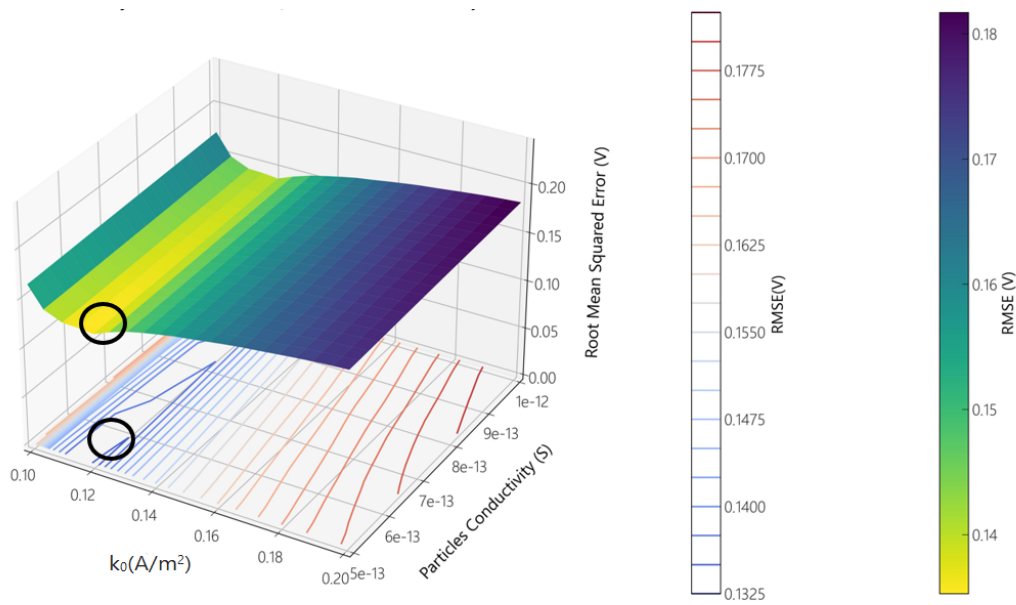 0.20
0.15
0.10
0.05
0.00
Root Mean Squared Error (V)
1e-12
9e-13
8e-13
7e-13
6e-13
5e-13
Particles Conductivity (S)
0.10
0.12
0.14
0.16
0.18
0.20
k₀(A/m²)
0.1775
0.1700
0.1625
0.1550
0.1475
0.1400
0.1325
RMSE(V)
0.18
0.17
0.16
0.15
0.14
RMSE (V)